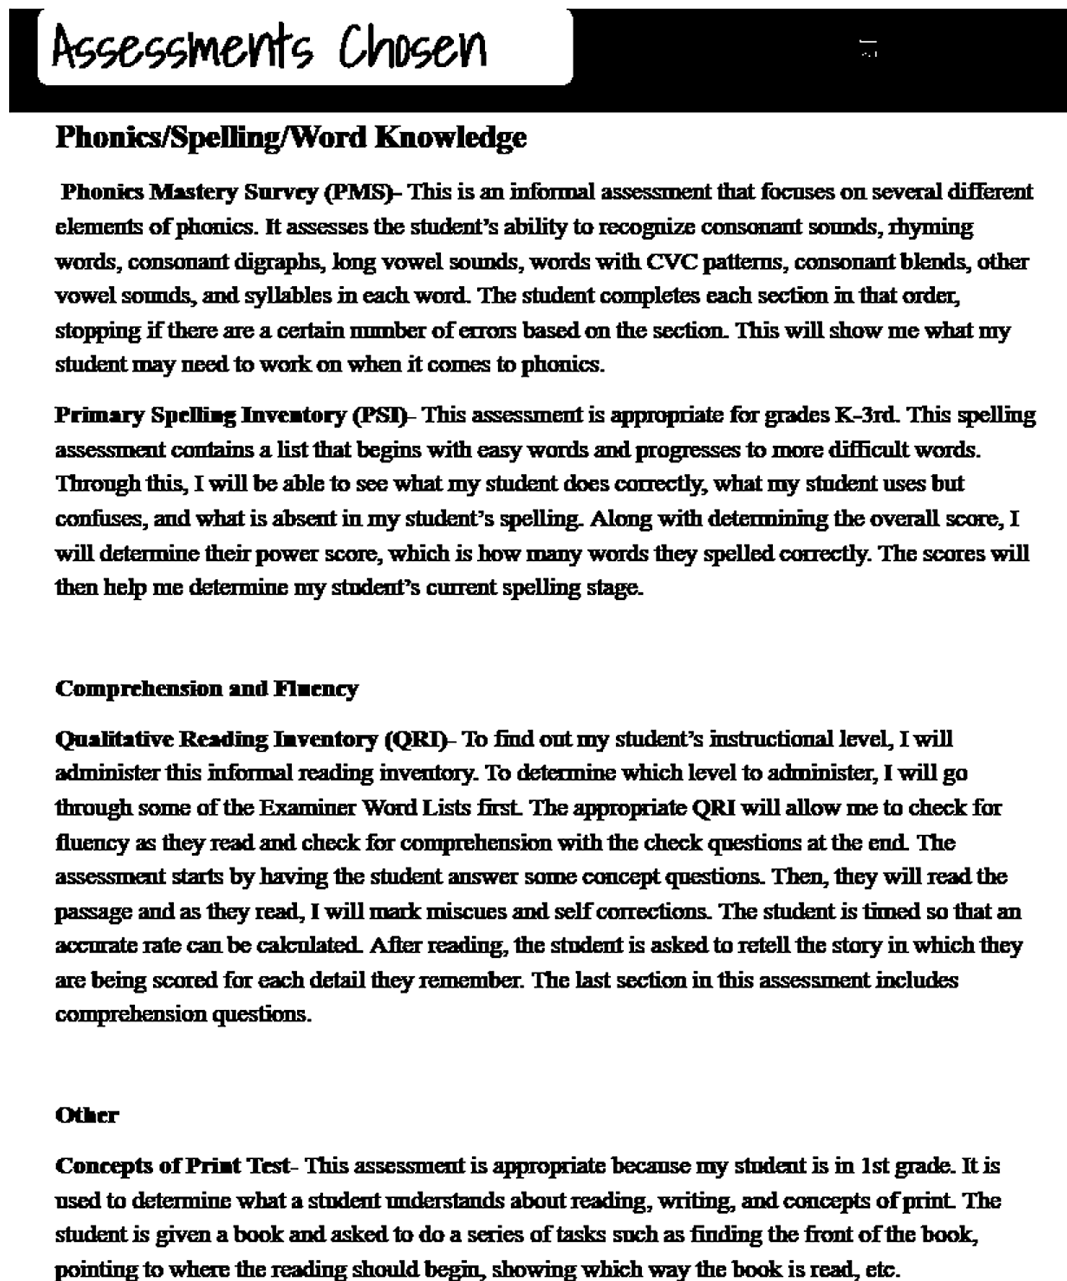 Assessments Chosen
Phonics/Spelling/Word Knowledge
Phonics Mastery Survey (PMS)- This is an informal assessment that focuses on several different
elements of phonics. It assesses the student's ability to recognize consonant sounds, rhyming
words, consonant digraphs, long vowel sounds, words with CVC patterns, consonant blends, other
vowel sounds, and syllables in each word. The student completes each section in that order,
stopping if there are a certain number of errors based on the section. This will show me what my
student may need to work on when it comes to phonics.
Primary Spelling Inventory (PSI)- This assessment is appropriate for grades K-3rd. This spelling
assessment contains a list that begins with easy words and progresses to more difficult words.
Through this, I will be able to see what my student does correctly, what my student uses but
confuses, and what is absent in my student's spelling. Along with determining the overall score, I
will determine their power score, which is how many words they spelled correctly. The scores will
then help me determine my student's current spelling stage.
Comprehension and Fluency
Qualitative Reading Inventory (QRI)- To find out my student's instructional level, I will
administer this informal reading inventory. To determine which level to administer, I will go
through some of the Examiner Word Lists first. The appropriate QRI will allow me to check for
fluency as they read and check for comprehension with the check questions at the end. The
assessment starts by having the student answer some concept questions. Then, they will read the
passage and as they read, I will mark miscues and self corrections. The student is timed so that an
accurate rate can be calculated. After reading, the student is asked to retell the story in which they
are being scored for each detail they remember. The last section in this assessment includes
comprehension questions.
Other
Concepts of Print Test- This assessment is appropriate because my student is in 1st grade. It is
used to determine what a student understands about reading, writing, and concepts of print. The
student is given a book and asked to do a series of tasks such as finding the front of the book,
pointing to where the reading should begin, showing which way the book is read, etc.